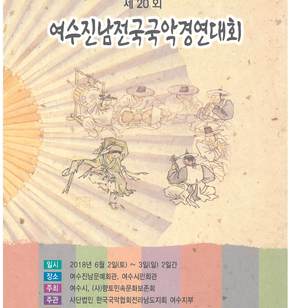 제 20 회
여수진남전국국악경연대회
일시 2018년 6월 2일(토) ~ 3일(일) 2일간
장소 여수진남문예회관, 여수시민회관
주최 여수시, (사)향토민속문화보존회
주관 사단법인 한국국악협회전라남도지회 여수지부